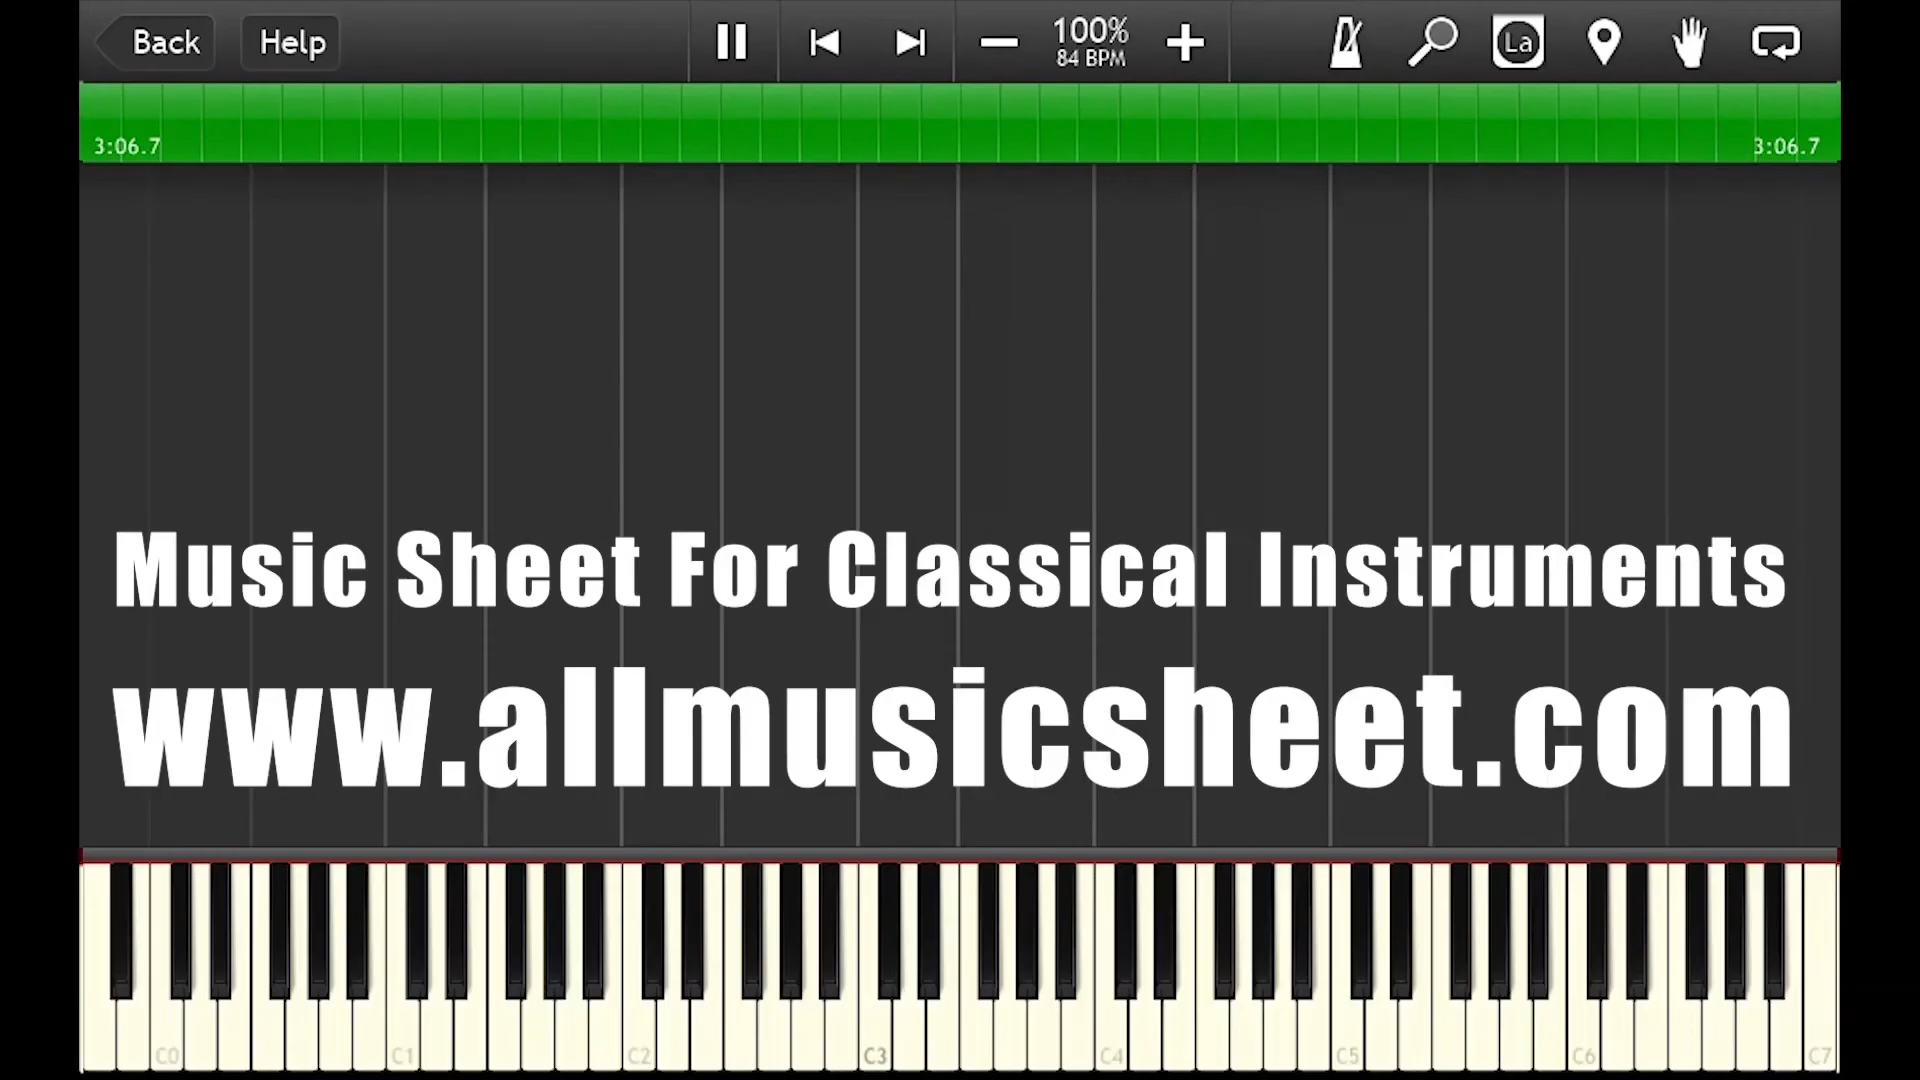 Back
Help
100%
84 BPM
La
3:06.7
3:06.7
Music Sheet For Classical Instruments
www.allmusicsheet.com
C0
C1
C2
C3
C4
C5
C6
C7